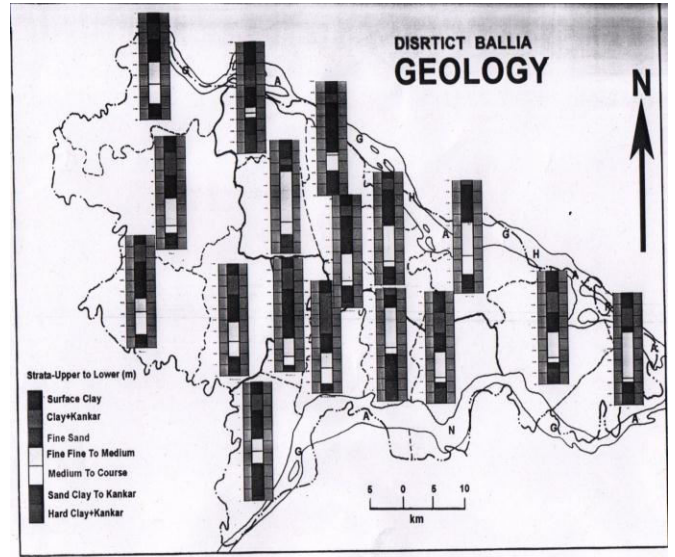 DISRTICT BALLIA
GEOLOGY
N
G
A
G
H
A
G
H
A
R
A
Strata-Upper to Lower (m)
Surface Clay
Clay+Kankar
Fine Sand
Fine Fine To Medium
Medium To Course
Sand Clay To Kankar
Hard Clay+Kankar
A
N
G
A
G
5 0 5 10
km